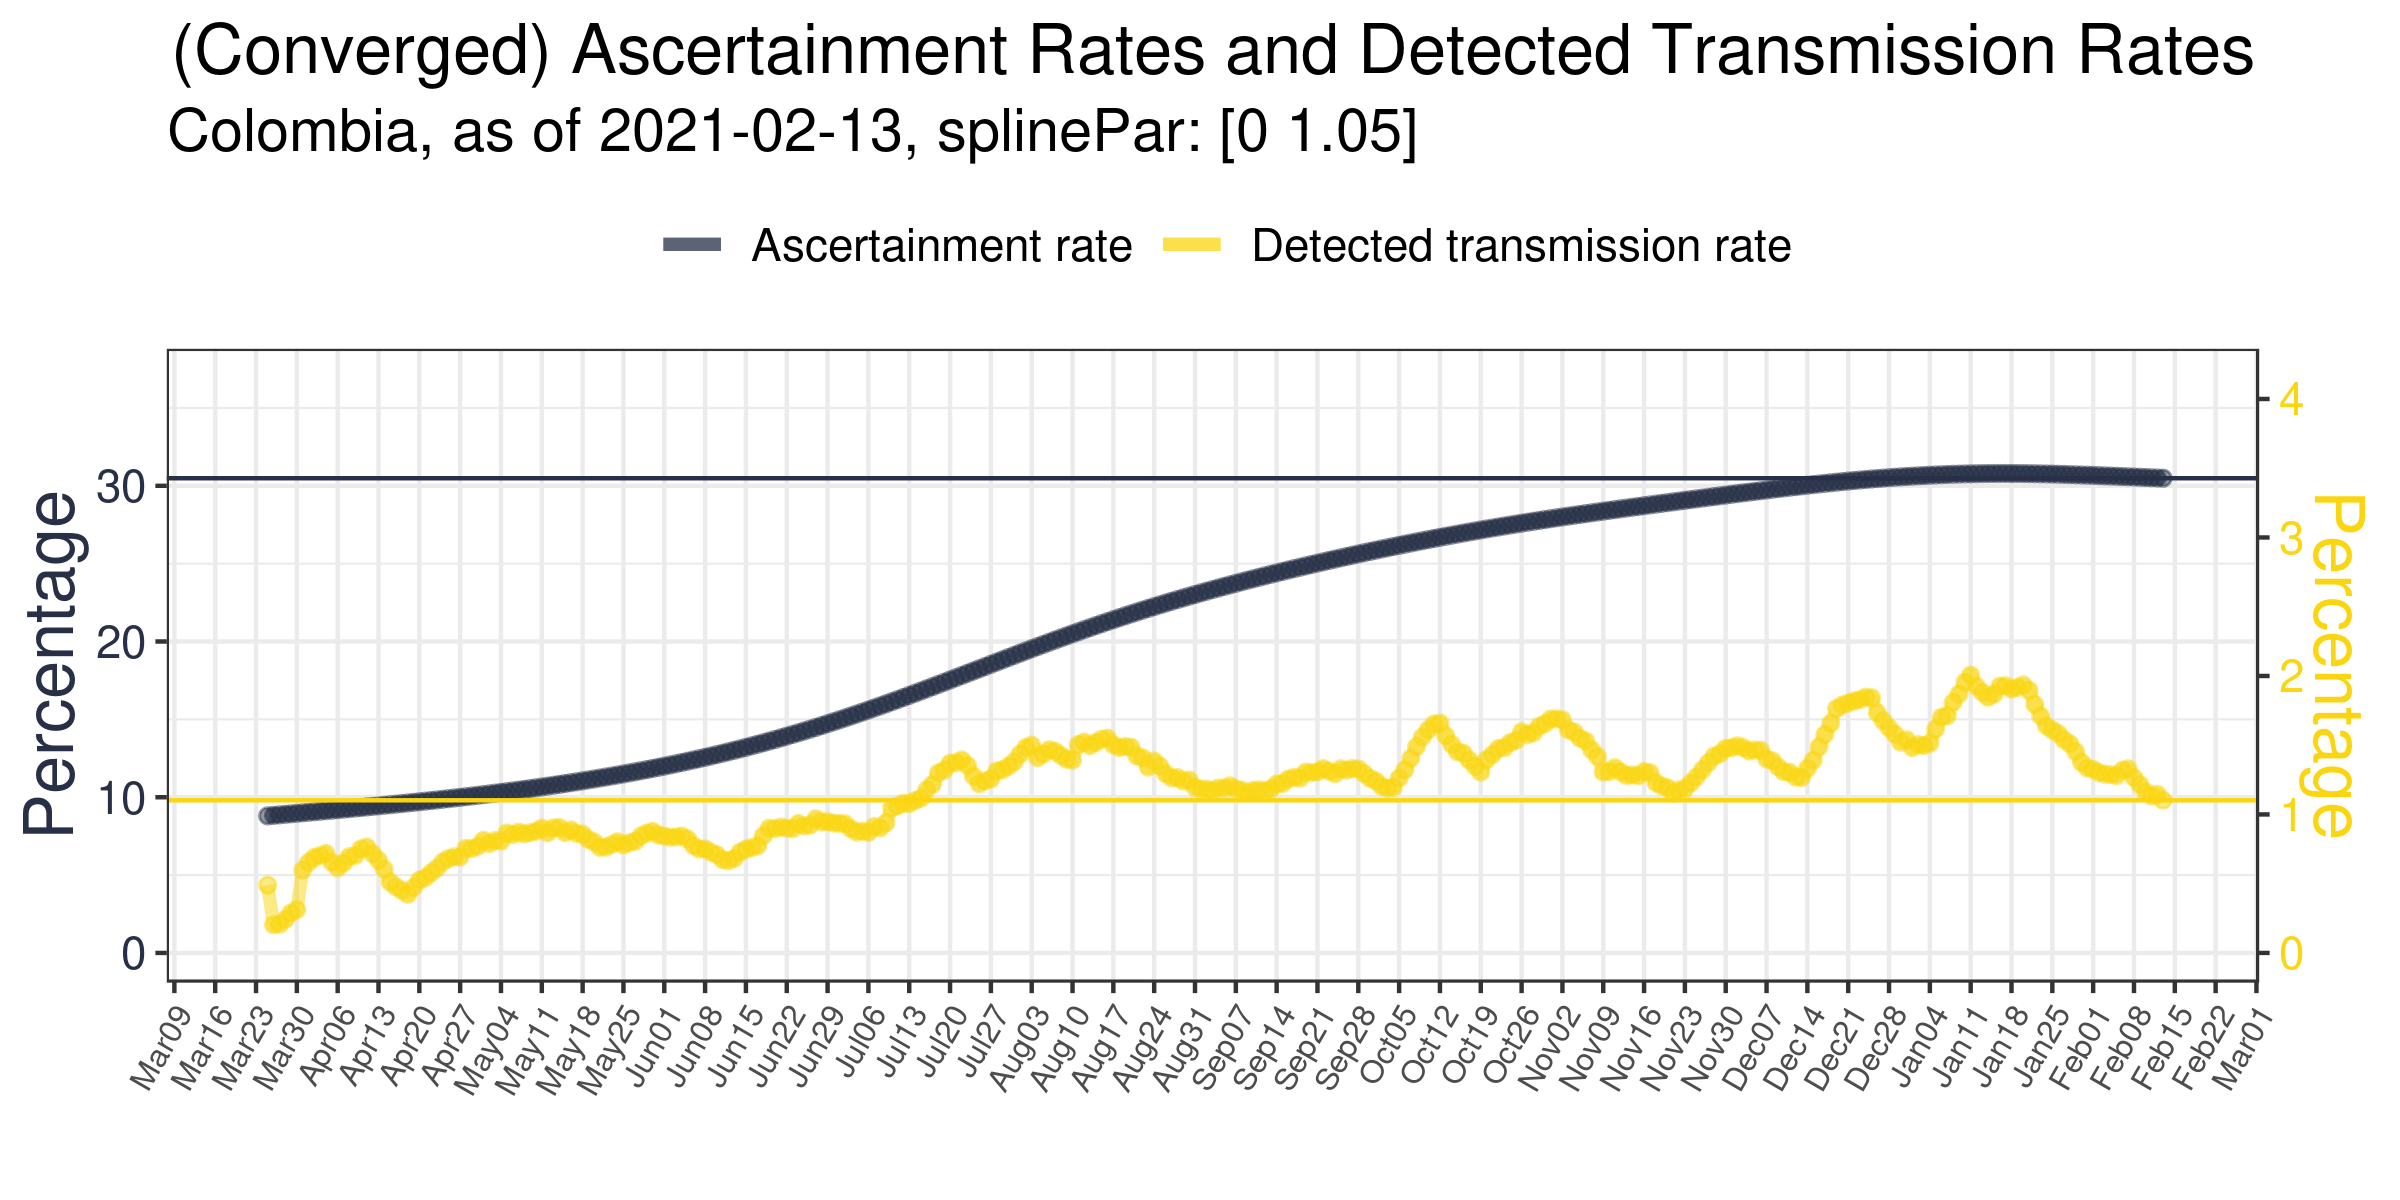 (Converged) Ascertainment Rates and Detected Transmission Rates
Colombia, as of 2021-02-13, splinePar: [0 1.05]
Ascertainment rate
Detected transmission rate
Percentage
30
20
10
0
4
3
2
1
0
Percentage
Mar09
Mar16
Mar23
Mar30
Apr06
Apr13
Apr20
Apr27
May04
May11
May18
May25
Jun01
Jun08
Jun15
Jun22
Jun29
Jul06
Jul13
Jul20
Jul27
Aug03
Aug10
Aug17
Aug24
Aug31
Sep07
Sep14
Sep21
Sep28
Oct05
Oct12
Oct19
Oct26
Nov02
Nov09
Nov16
Nov23
Nov30
Dec07
Dec14
Dec21
Dec28
Jan04
Jan11
Jan18
Jan25
Feb01
Feb08
Feb15
Feb22
Mar01